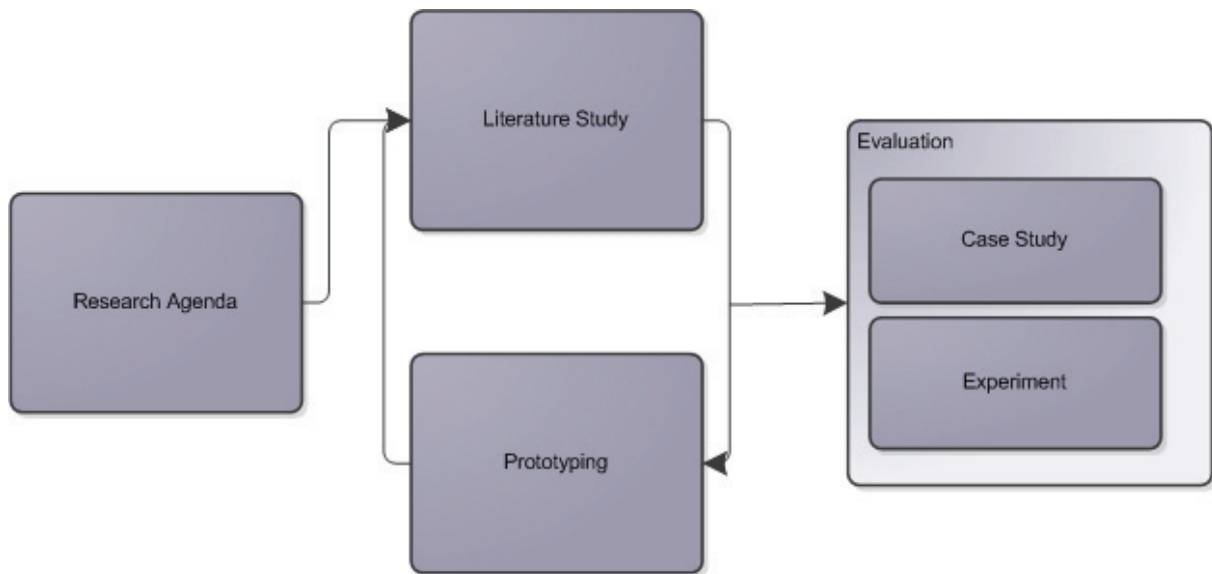 Research Agenda
Literature Study
Prototyping
Evaluation
Case Study
Experiment